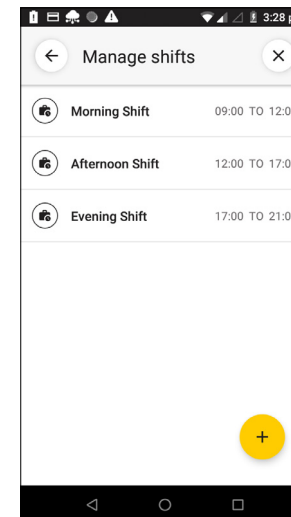 3:28
Manage shifts
Morning Shift 09:00 TO 12:0
Afternoon Shift 12:00 TO 17:0
Evening Shift 17:00 TO 21:0